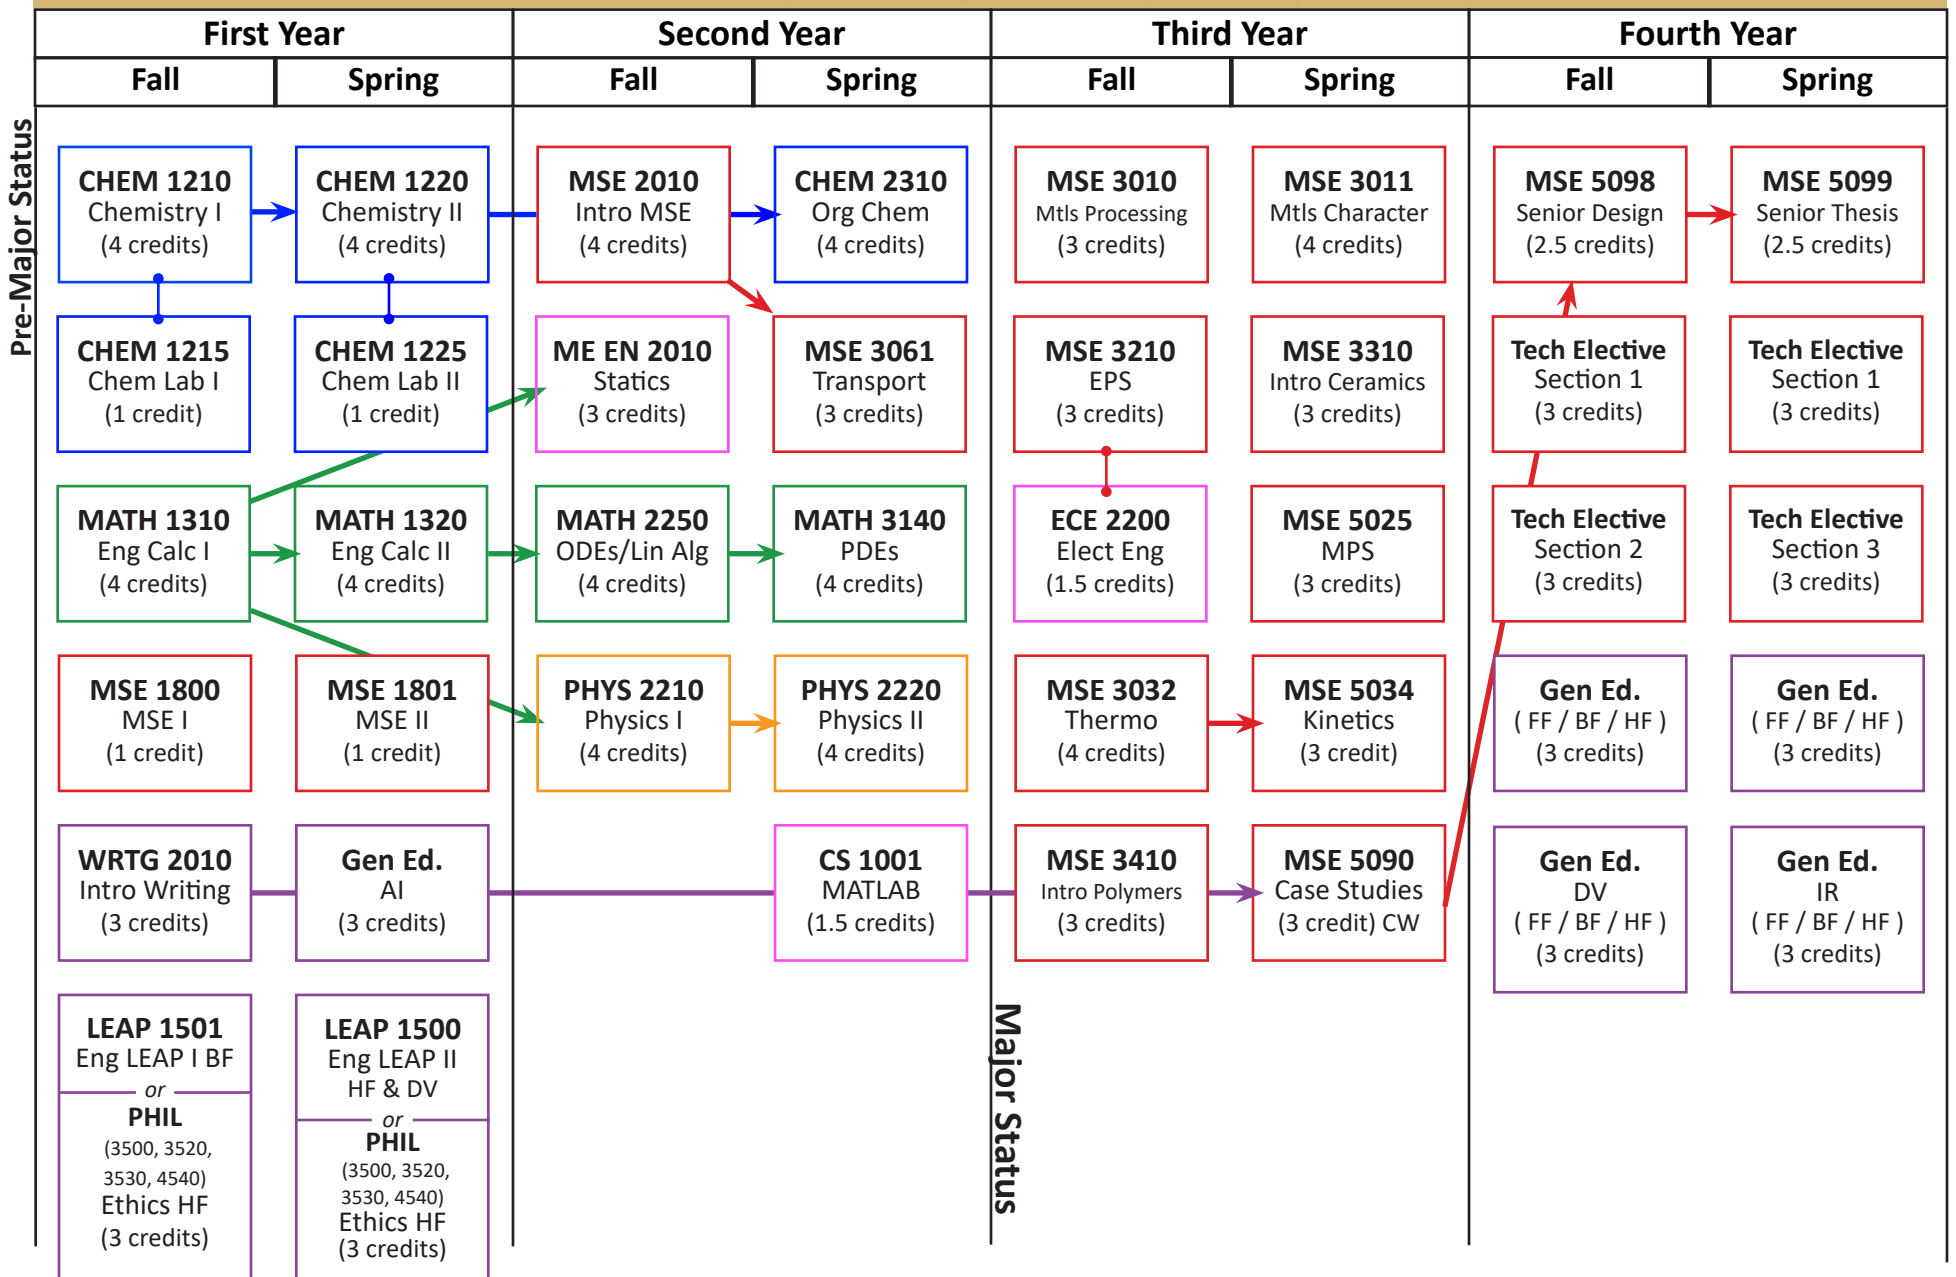 First Year
Second Year
Third Year
Fourth Year
Fall
Spring
Fall
Spring
Fall
Spring
Fall
Spring
Pre-Major Status
CHEM 1210
Chemistry I
(4 credits)
CHEM 1220
Chemistry II
(4 credits)
MSE 2010
Intro MSE
(4 credits)
CHEM 2310
Org Chem
(4 credits)
MSE 3010
Mtls Processing
(3 credits)
MSE 3011
Mtls Character
(4 credits)
MSE 5098
Senior Design
(2.5 credits)
MSE 5099
Senior Thesis
(2.5 credits)
CHEM 1215
Chem Lab I
(1 credit)
CHEM 1225
Chem Lab II
(1 credit)
ME EN 2010
Statics
(3 credits)
MSE 3061
Transport
(3 credits)
MSE 3210
EPS
(3 credits)
MSE 3310
Intro Ceramics
(3 credits)
Tech Elective
Section 1
(3 credits)
Tech Elective
Section 1
(3 credits)
MATH 1310
Eng Calc I
(4 credits)
MATH 1320
Eng Calc II
(4 credits)
MATH 2250
ODEs/Lin Alg
(4 credits)
MATH 3140
PDEs
(4 credits)
ECE 2200
Elect Eng
(1.5 credits)
MSE 5025
MPS
(3 credits)
Tech Elective
Section 2
(3 credits)
Tech Elective
Section 3
(3 credits)
MSE 1800
MSE I
(1 credit)
MSE 1801
MSE II
(1 credit)
PHYS 2210
Physics I
(4 credits)
PHYS 2220
Physics II
(4 credits)
MSE 3032
Thermo
(4 credits)
MSE 5034
Kinetics
(3 credit)
Gen Ed.
( FF / BF / HF )
(3 credits)
Gen Ed.
( FF / BF / HF )
(3 credits)
WRTG 2010
Intro Writing
(3 credits)
Gen Ed.
AI
(3 credits)
CS 1001
MATLAB
(1.5 credits)
MSE 3410
Intro Polymers
(3 credits)
MSE 5090
Case Studies
(3 credit) CW
Gen Ed.
DV
( FF / BF / HF )
(3 credits)
Gen Ed.
IR
( FF / BF / HF )
(3 credits)
LEAP 1501
Eng LEAP I BF
or
PHIL
(3500, 3520,
3530, 4540)
Ethics HF
(3 credits)
LEAP 1500
Eng LEAP II
HF & DV
or
PHIL
(3500, 3520,
3530, 4540)
Ethics HF
(3 credits)
Major Status